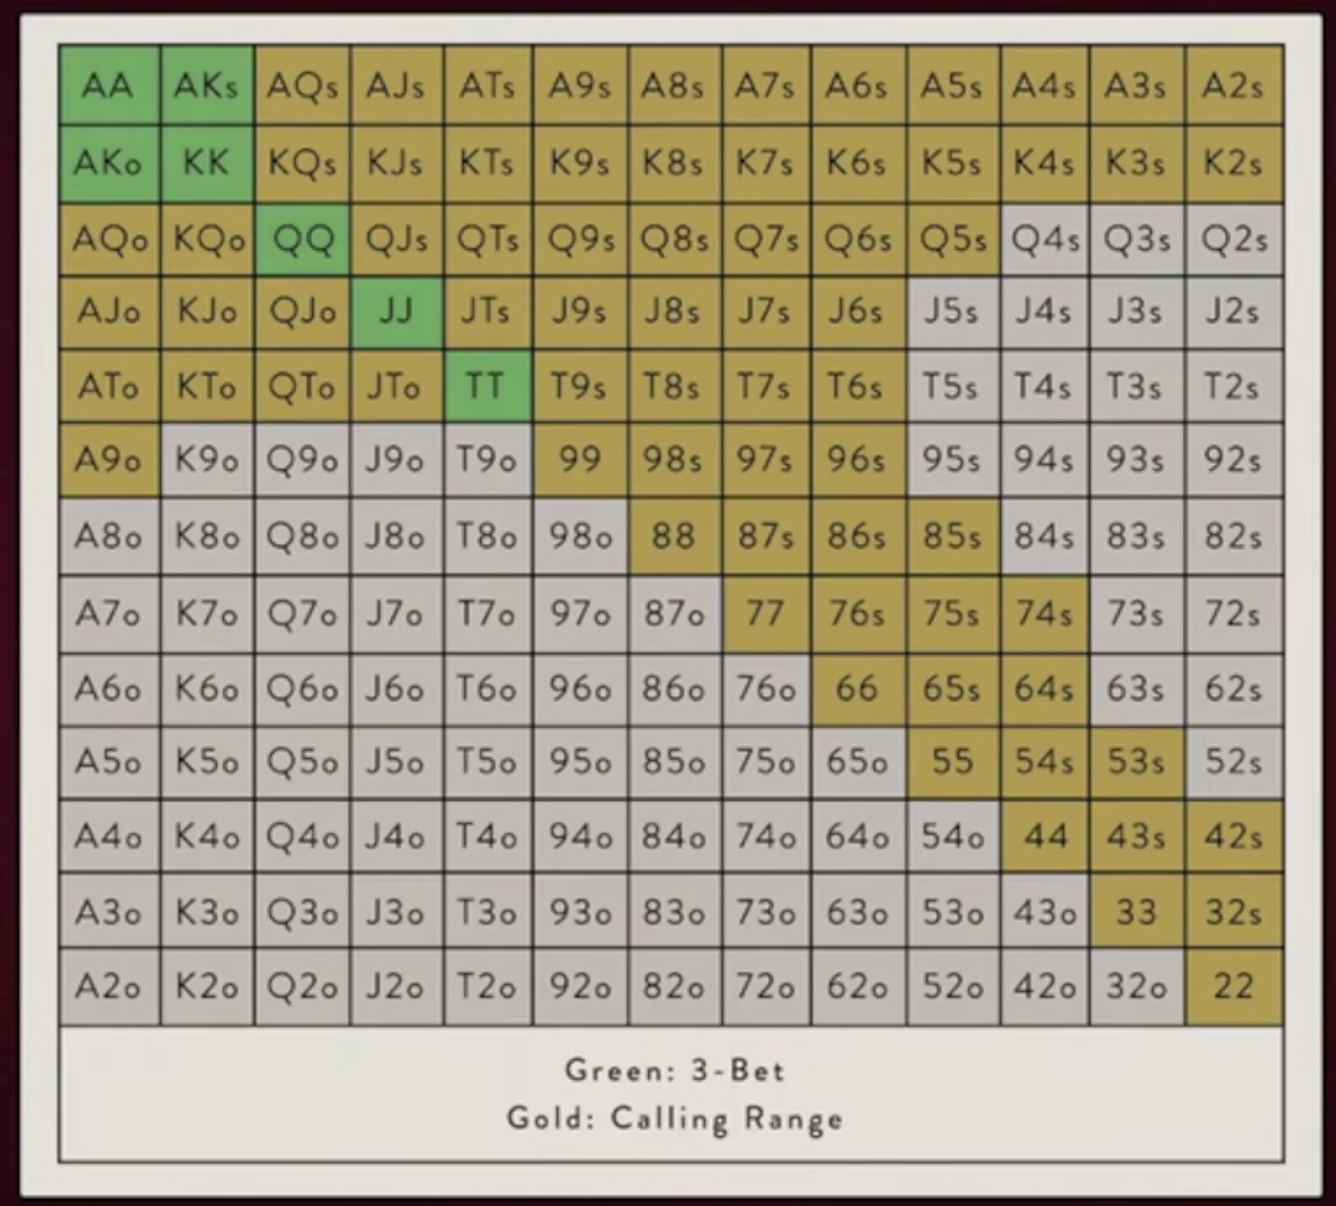 AA AKs AQs AJs ATs A9s A8s A7s A6s A5s A4s A3s A2s
AKo KK KQs KJs KTs K9s K8s K7s K6s K5s K4s K3s K2s
AQo KQo QQ QJs QTs Q9s Q8s Q7s Q6s Q5s Q4s Q3s Q2s
AJo KJo QJo JJ JTs J9s J8s J7s J6s J5s J4s J3s J2s
ATo KTo QTo JTo TT T9s T8s T7s T6s T5s T4s T3s T2s
A9o K9o Q9o J9o T9o 99 98s 97s 96s 95s 94s 93s 92s
A8o K8o Q8o J8o T8o 98o 88 87s 86s 85s 84s 83s 82s
A7o K7o Q7o J7o T7o 97o 87o 77 76s 75s 74s 73s 72s
A6o K6o Q6o J6o T6o 96o 86o 76o 66 65s 64s 63s 62s
A5o K5o Q5o J5o T5o 95o 85o 75o 65o 55 54s 53s 52s
A4o K4o Q4o J4o T4o 94o 84o 74o 64o 54o 44 43s 42s
A3o K3o Q3o J3o T3o 93o 83o 73o 63o 53o 43o 33 32s
A2o K2o Q2o J2o T2o 92o 82o 72o 62o 52o 42o 32o 22
Green: 3-Bet
Gold: Calling Range